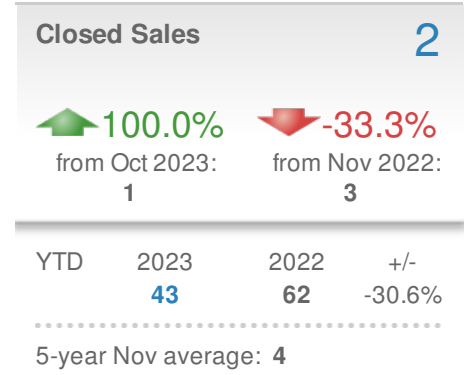 Closed Sales 2
100.0% -33.3%
from Oct 2023: from Nov 2022:
1 3
YTD 2023 2022 +/-
43 62 -30.6%
5-year Nov average: 4